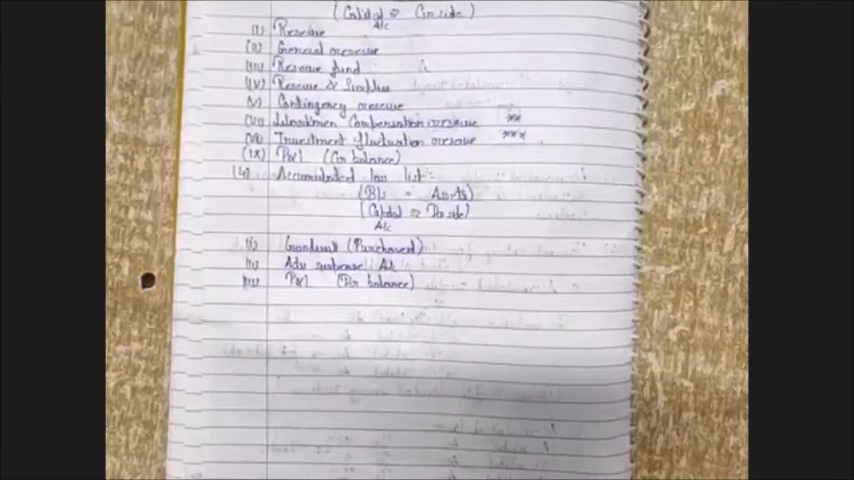 (Capital ⇒ Cr side)
A/c
(i) Reserve
(ii) General reserve
(iii) Reserve fund
(iv) Reserve & Surplus
(v) Contingency reserve
(vi) Workmen Compensation reserve **
(vii) Investment fluctuation reserve ***
(ix) P&L (Cr balance)
Accumulated loss list :-
(B/s - Assets)
(Capital ⇒ Dr side)
A/c
(i) Goodwill (Purchased)
(ii) Adv suspense A/c
(iii) P&L (Dr balance)